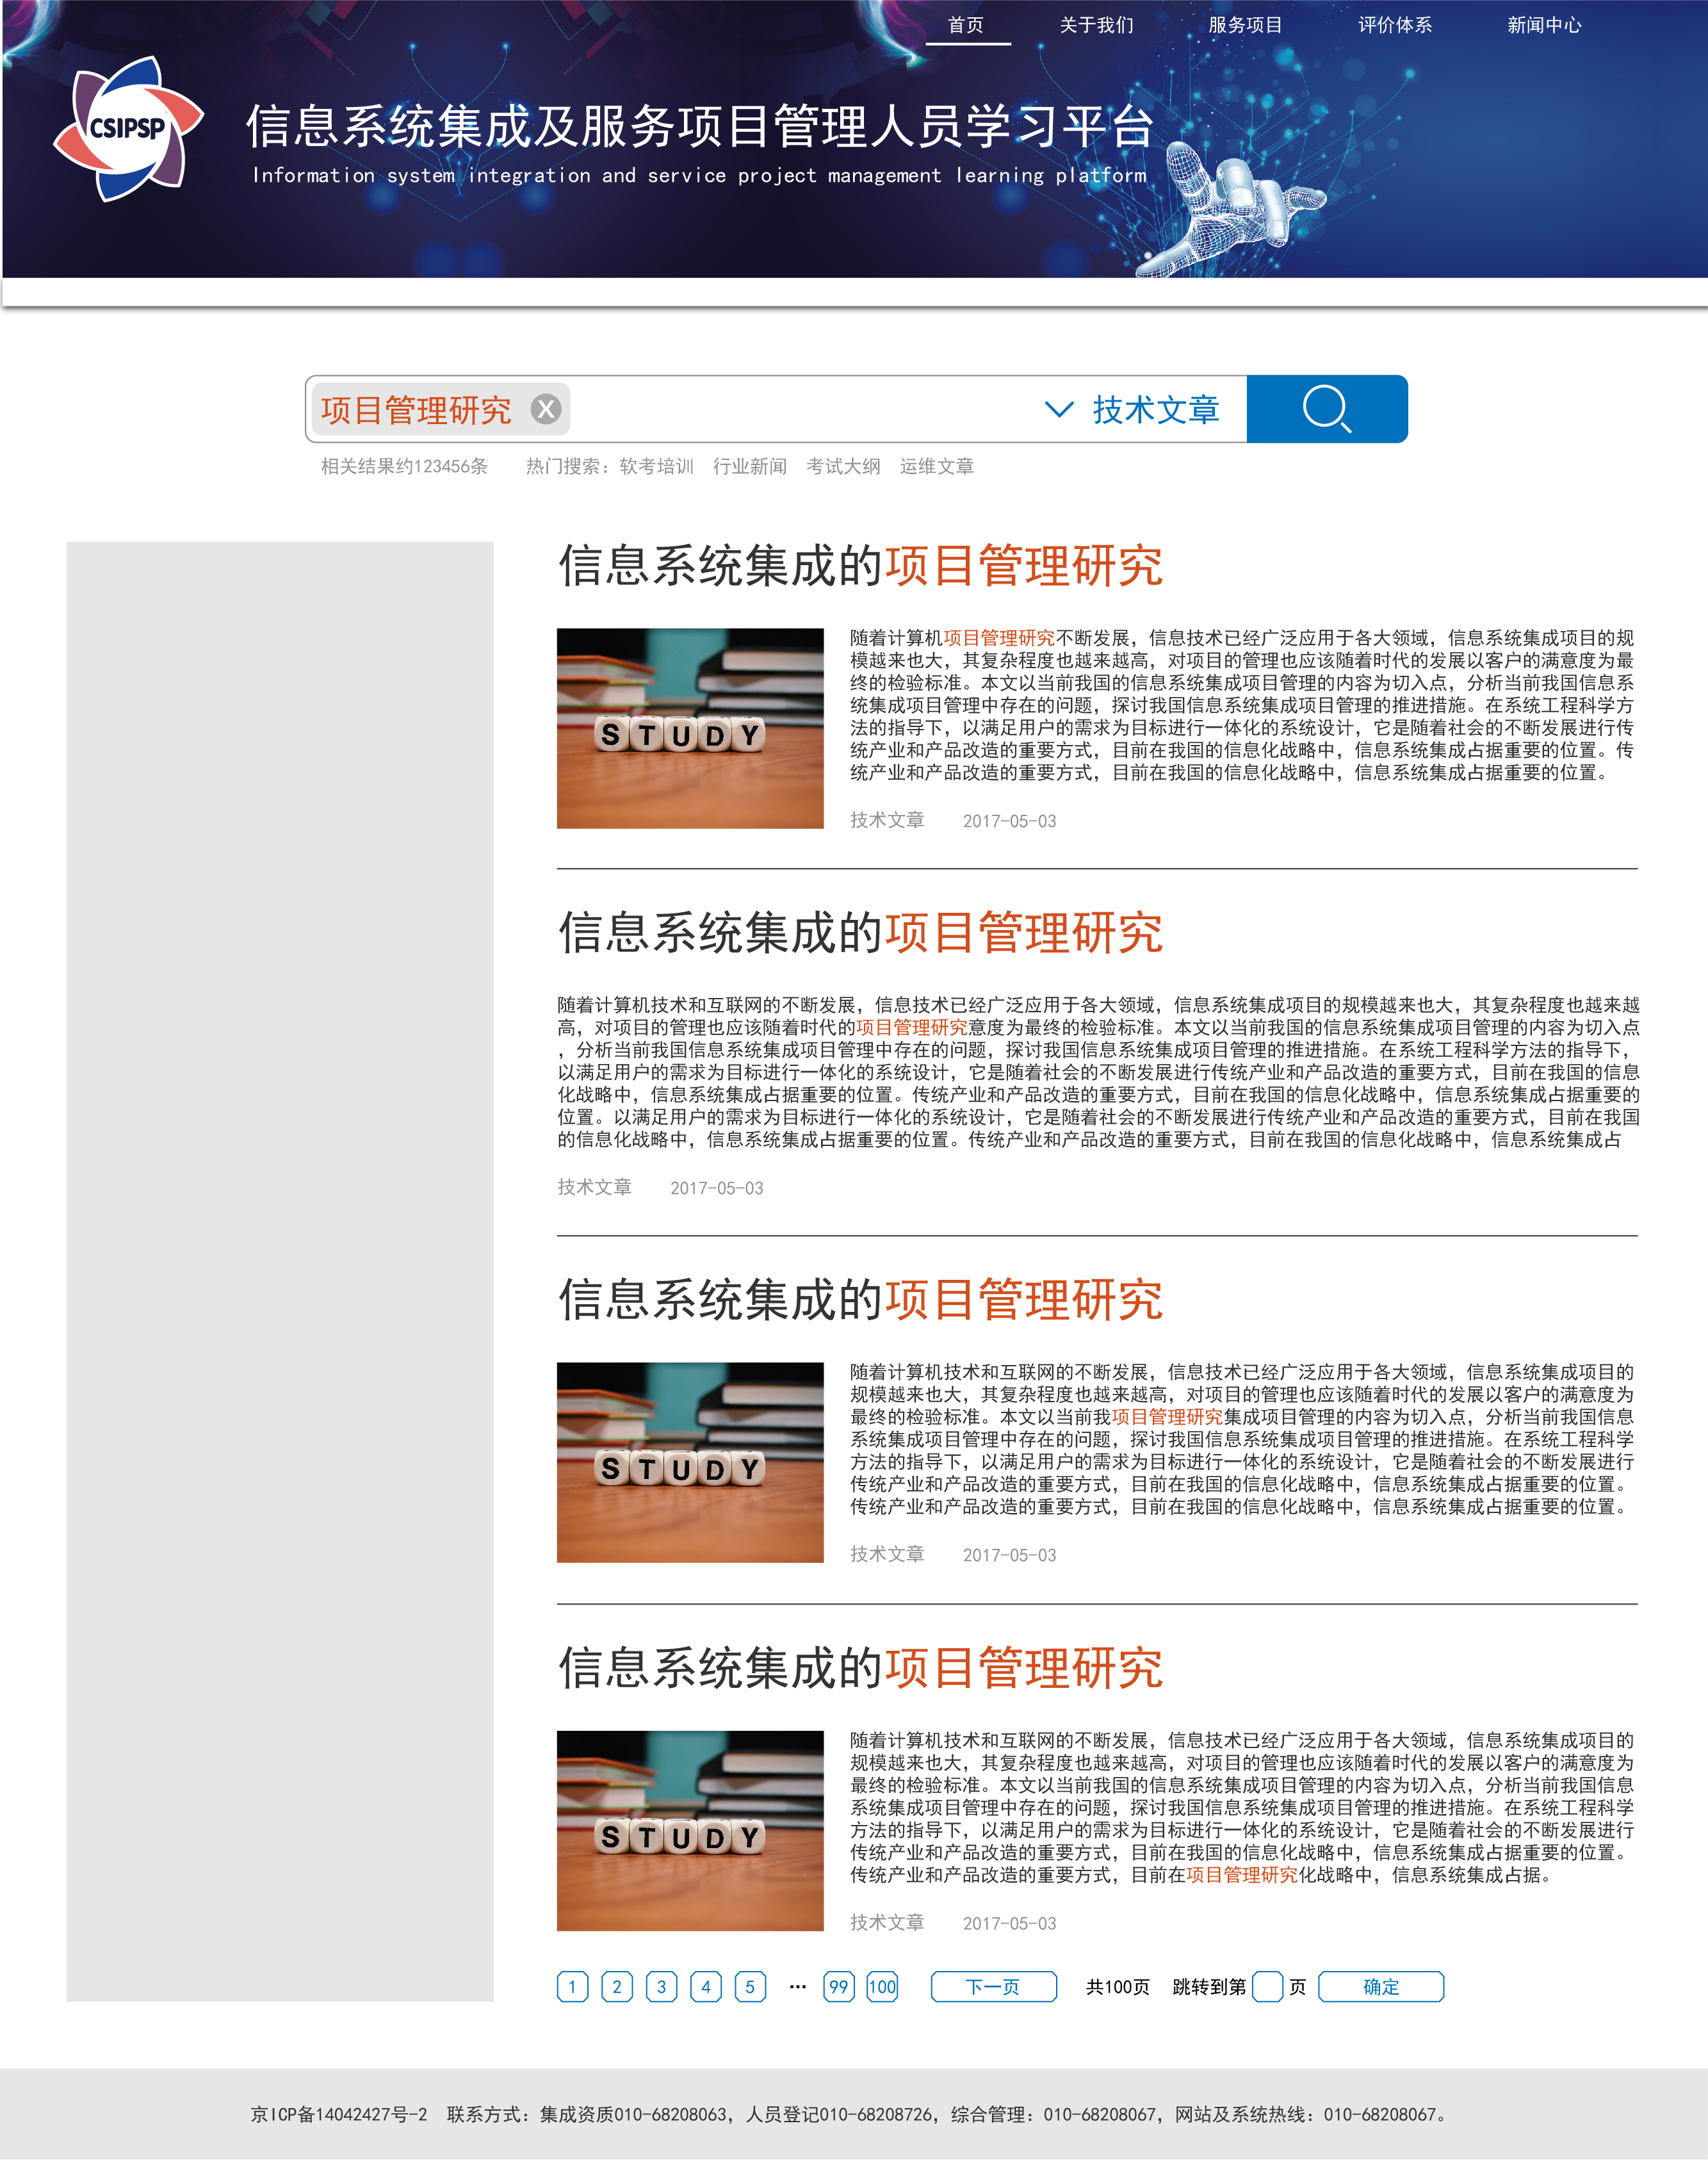 首页 关于我们 服务项目 评价体系 新闻中心
CSIPSP
信息系统集成及服务项目管理人员学习平台
Information system integration and service project management learning platform
项目管理研究 X 技术文章
相关结果约123456条 热门搜索：软考培训 行业新闻 考试大纲 运维文章
信息系统集成的项目管理研究
随着计算机项目管理研究不断发展，信息技术已经广泛应用于各大领域，信息系统集成项目的规
模越来也大，其复杂程度也越来越高，对项目的管理也应该随着时代的发展以客户的满意度为最
终的检验标准。本文以当前我国的信息系统集成项目管理的内容为切入点，分析当前我国信息系
统集成项目管理中存在的问题，探讨我国信息系统集成项目管理的推进措施。在系统工程科学方
法的指导下，以满足用户的需求为目标进行一体化的系统设计，它是随着社会的不断发展进行传
统产业和产品改造的重要方式，目前在我国的信息化战略中，信息系统集成占据重要的位置。传
统产业和产品改造的重要方式，目前在我国的信息化战略中，信息系统集成占据重要的位置。
STUDY
技术文章 2017-05-03
信息系统集成的项目管理研究
随着计算机技术和互联网的不断发展，信息技术已经广泛应用于各大领域，信息系统集成项目的规模越来也大，其复杂程度也越来越
高，对项目的管理也应该随着时代的项目管理研究意度为最终的检验标准。本文以当前我国的信息系统集成项目管理的内容为切入点
，分析当前我国信息系统集成项目管理中存在的问题，探讨我国信息系统集成项目管理的推进措施。在系统工程科学方法的指导下，
以满足用户的需求为目标进行一体化的系统设计，它是随着社会的不断发展进行传统产业和产品改造的重要方式，目前在我国的信息
化战略中，信息系统集成占据重要的位置。传统产业和产品改造的重要方式，目前在我国的信息化战略中，信息系统集成占据重要的
位置。以满足用户的需求为目标进行一体化的系统设计，它是随着社会的不断发展进行传统产业和产品改造的重要方式，目前在我国
的信息化战略中，信息系统集成占据重要的位置。传统产业和产品改造的重要方式，目前在我国的信息化战略中，信息系统集成占
技术文章 2017-05-03
信息系统集成的项目管理研究
随着计算机技术和互联网的不断发展，信息技术已经广泛应用于各大领域，信息系统集成项目的
规模越来也大，其复杂程度也越来越高，对项目的管理也应该随着时代的发展以客户的满意度为
最终的检验标准。本文以当前我项目管理研究集成项目管理的内容为切入点，分析当前我国信息
系统集成项目管理中存在的问题，探讨我国信息系统集成项目管理的推进措施。在系统工程科学
方法的指导下，以满足用户的需求为目标进行一体化的系统设计，它是随着社会的不断发展进行
传统产业和产品改造的重要方式，目前在我国的信息化战略中，信息系统集成占据重要的位置。
传统产业和产品改造的重要方式，目前在我国的信息化战略中，信息系统集成占据重要的位置。
STUDY
技术文章 2017-05-03
信息系统集成的项目管理研究
随着计算机技术和互联网的不断发展，信息技术已经广泛应用于各大领域，信息系统集成项目的
规模越来也大，其复杂程度也越来越高，对项目的管理也应该随着时代的发展以客户的满意度为
最终的检验标准。本文以当前我国的信息系统集成项目管理的内容为切入点，分析当前我国信息
系统集成项目管理中存在的问题，探讨我国信息系统集成项目管理的推进措施。在系统工程科学
方法的指导下，以满足用户的需求为目标进行一体化的系统设计，它是随着社会的不断发展进行
传统产业和产品改造的重要方式，目前在我国的信息化战略中，信息系统集成占据重要的位置。
传统产业和产品改造的重要方式，目前在项目管理研究化战略中，信息系统集成占据。
STUDY
技术文章 2017-05-03
1 2 3 4 5 … 99 100 下一页 共100页 跳转到第 页 确定
京ICP备14042427号-2 联系方式：集成资质010-68208063，人员登记010-68208726，综合管理：010-68208067，网站及系统热线：010-68208067。